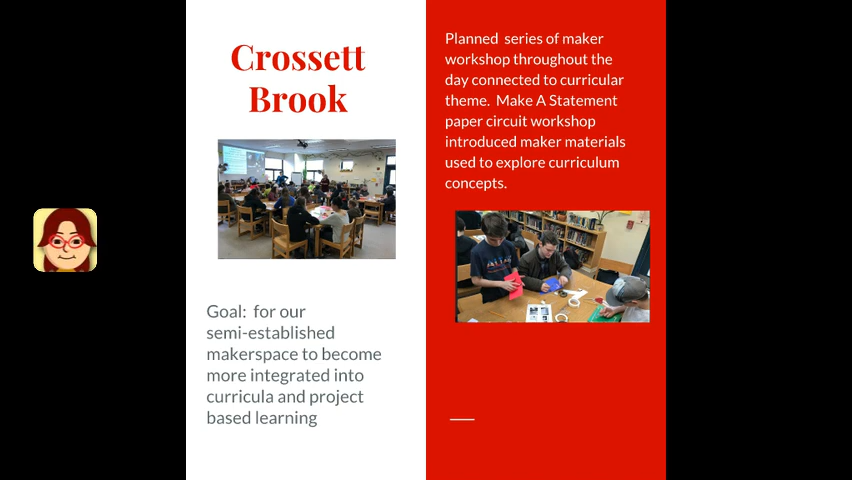 Crossett
Brook
Goal: for our
semi-established
makerspace to become
more integrated into
curricula and project
based learning
Planned series of maker
workshop throughout the
day connected to curricular
theme. Make A Statement
paper circuit workshop
introduced maker materials
used to explore curriculum
concepts.